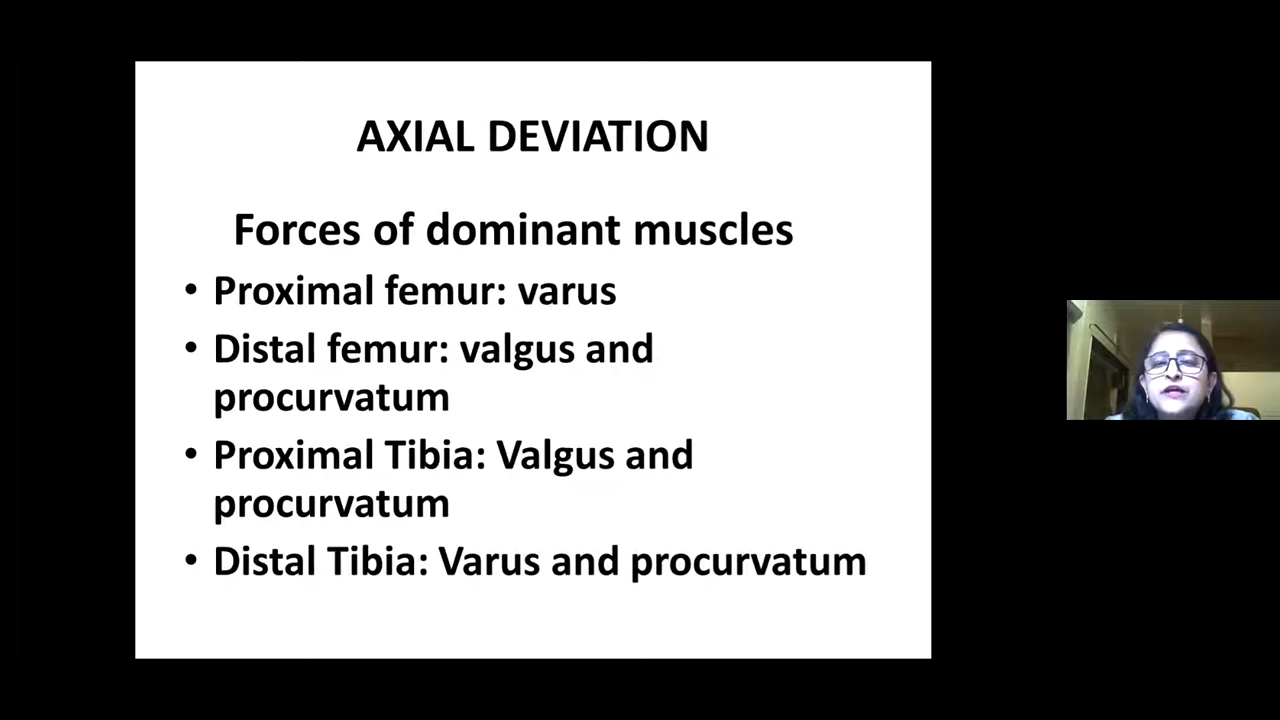 AXIAL DEVIATION
Forces of dominant muscles
• Proximal femur: varus
• Distal femur: valgus and
procurvatum
• Proximal Tibia: Valgus and
procurvatum
• Distal Tibia: Varus and procurvatum